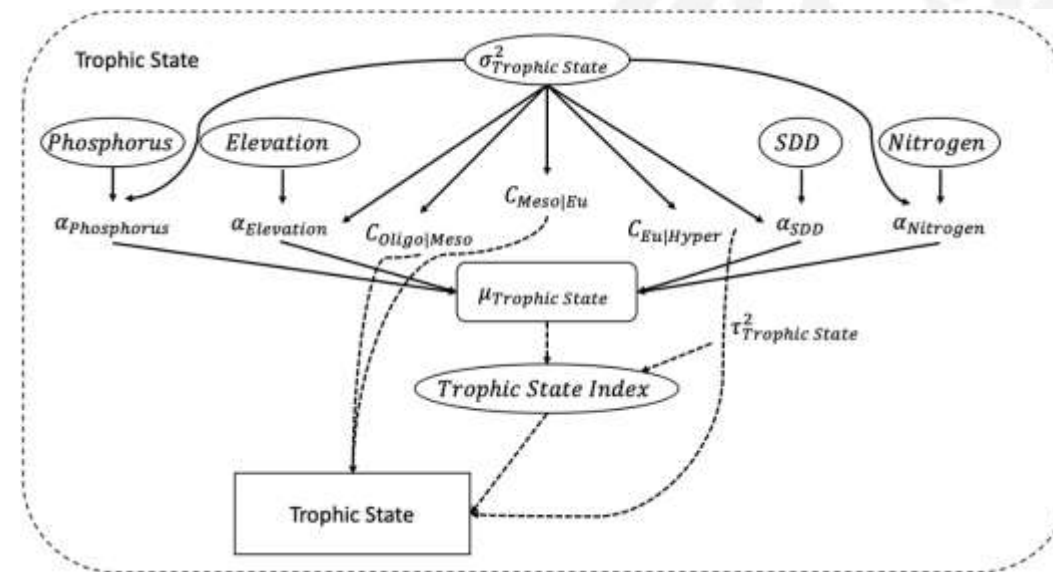 Trophic State
σ²Trophic State
Phosphorus
Elevation
SDD
Nitrogen
αPhosphorus
αElevation
COligo|Meso
CMeso|Eu
CEu|Hyper
αSDD
αNitrogen
μTrophic State
τ²Trophic State
Trophic State Index
Trophic State